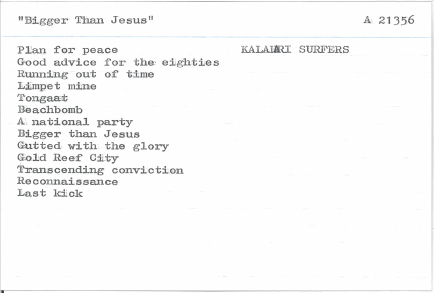 "Bigger Than Jesus" A 21356
Plan for peace KALAHARI SURFERS
Good advice for the eighties
Running out of time
Limpet mine
Tongaat
Beachbomb
A national party
Bigger than Jesus
Gutted with the glory
Gold Reef City
Transcending conviction
Reconnaissance
Last kick